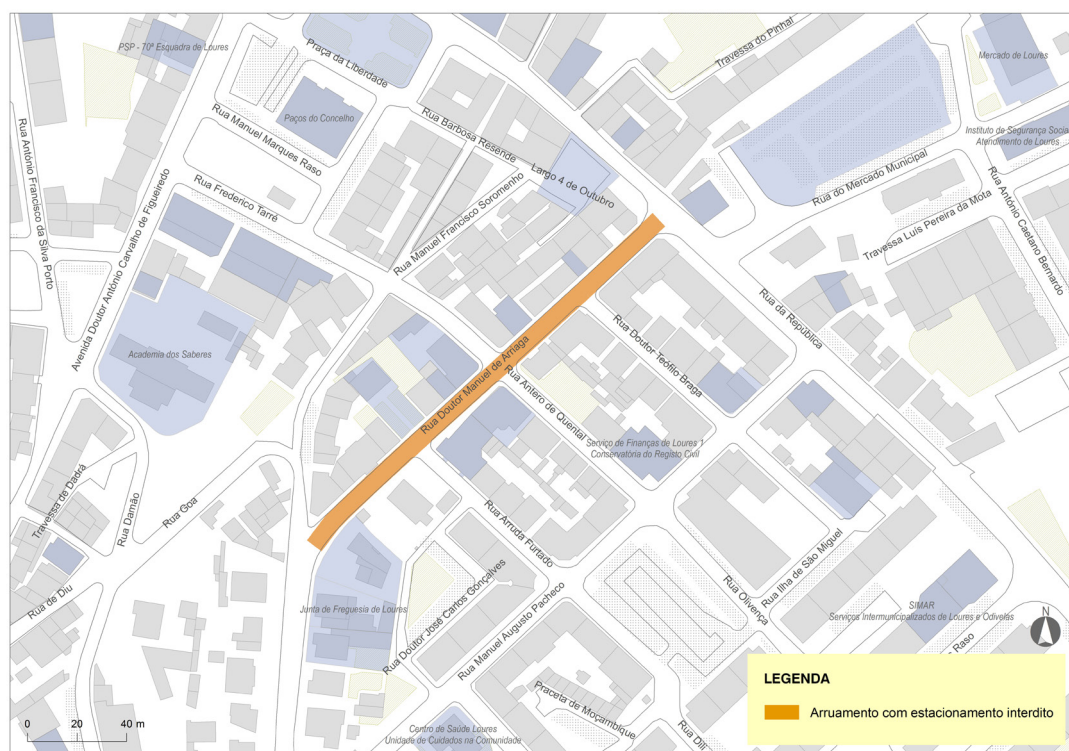 PSP - 70ª Esquadra de Loures
Praça da Liberdade
Travessa do Pinhal
Mercado de Loures
Paços do Concelho
Rua Manuel Marques Raso
Rua Barbosa Resende
Largo 4 de Outubro
Instituto de Segurança Socia
Atendimento de Loures
Rua António Francisco da Silva Porto
Rua Frederico Tarré
Rua Manuel Francisco Soromenho
Rua do Mercado Municipal
Travessa Luís Pereira da Mota
Rua António Caetano Bernardo
Avenida Doutor António Carvalho de Figueiredo
Academia dos Saberes
Rua Doutor Manuel de Arriaga
Rua Doutor Teófilo Braga
Rua da República
Rua Antero de Quental
Serviço de Finanças de Loures 1
Conservatória do Registo Civil
Travessa de Dadrá
Rua Damão
Rua Goa
Rua de Diu
Rua Arruda Furtado
Rua Doutor José Carlos Gonçalves
Rua Manuel Augusto Pacheco
Rua Olivença
Rua Ilha de São Miguel
Junta de Freguesia de Loures
SIMAR
Serviços Intermunicipalizados de Loures e Odivelas
Raso
N
Praceta de Moçambique
Rua Dili
Centro de Saúde Loures
Unidade de Cuidados na Comunidade
0 20 40 m
LEGENDA
Arruamento com estacionamento interdito